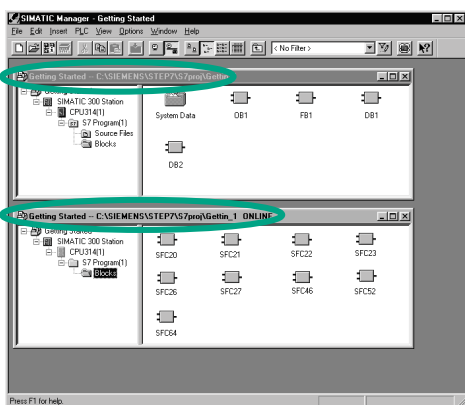 SIMATIC Manager - Getting Started
File Edit Insert PLC View Options Window Help
< No Filter >
Getting Started -- C:\SIEMENS\STEP7\S7proj\Gettin
SIMATIC 300 Station
CPU314(1)
S7 Program(1)
Source Files
Blocks
System Data
OB1
FB1
DB1
DB2
Getting Started -- C:\SIEMENS\STEP7\S7proj\Gettin_1 ONLINE
SIMATIC 300 Station
CPU314(1)
S7 Program(1)
Blocks
SFC20
SFC21
SFC22
SFC23
SFC26
SFC27
SFC46
SFC52
SFC64
Press F1 for help.